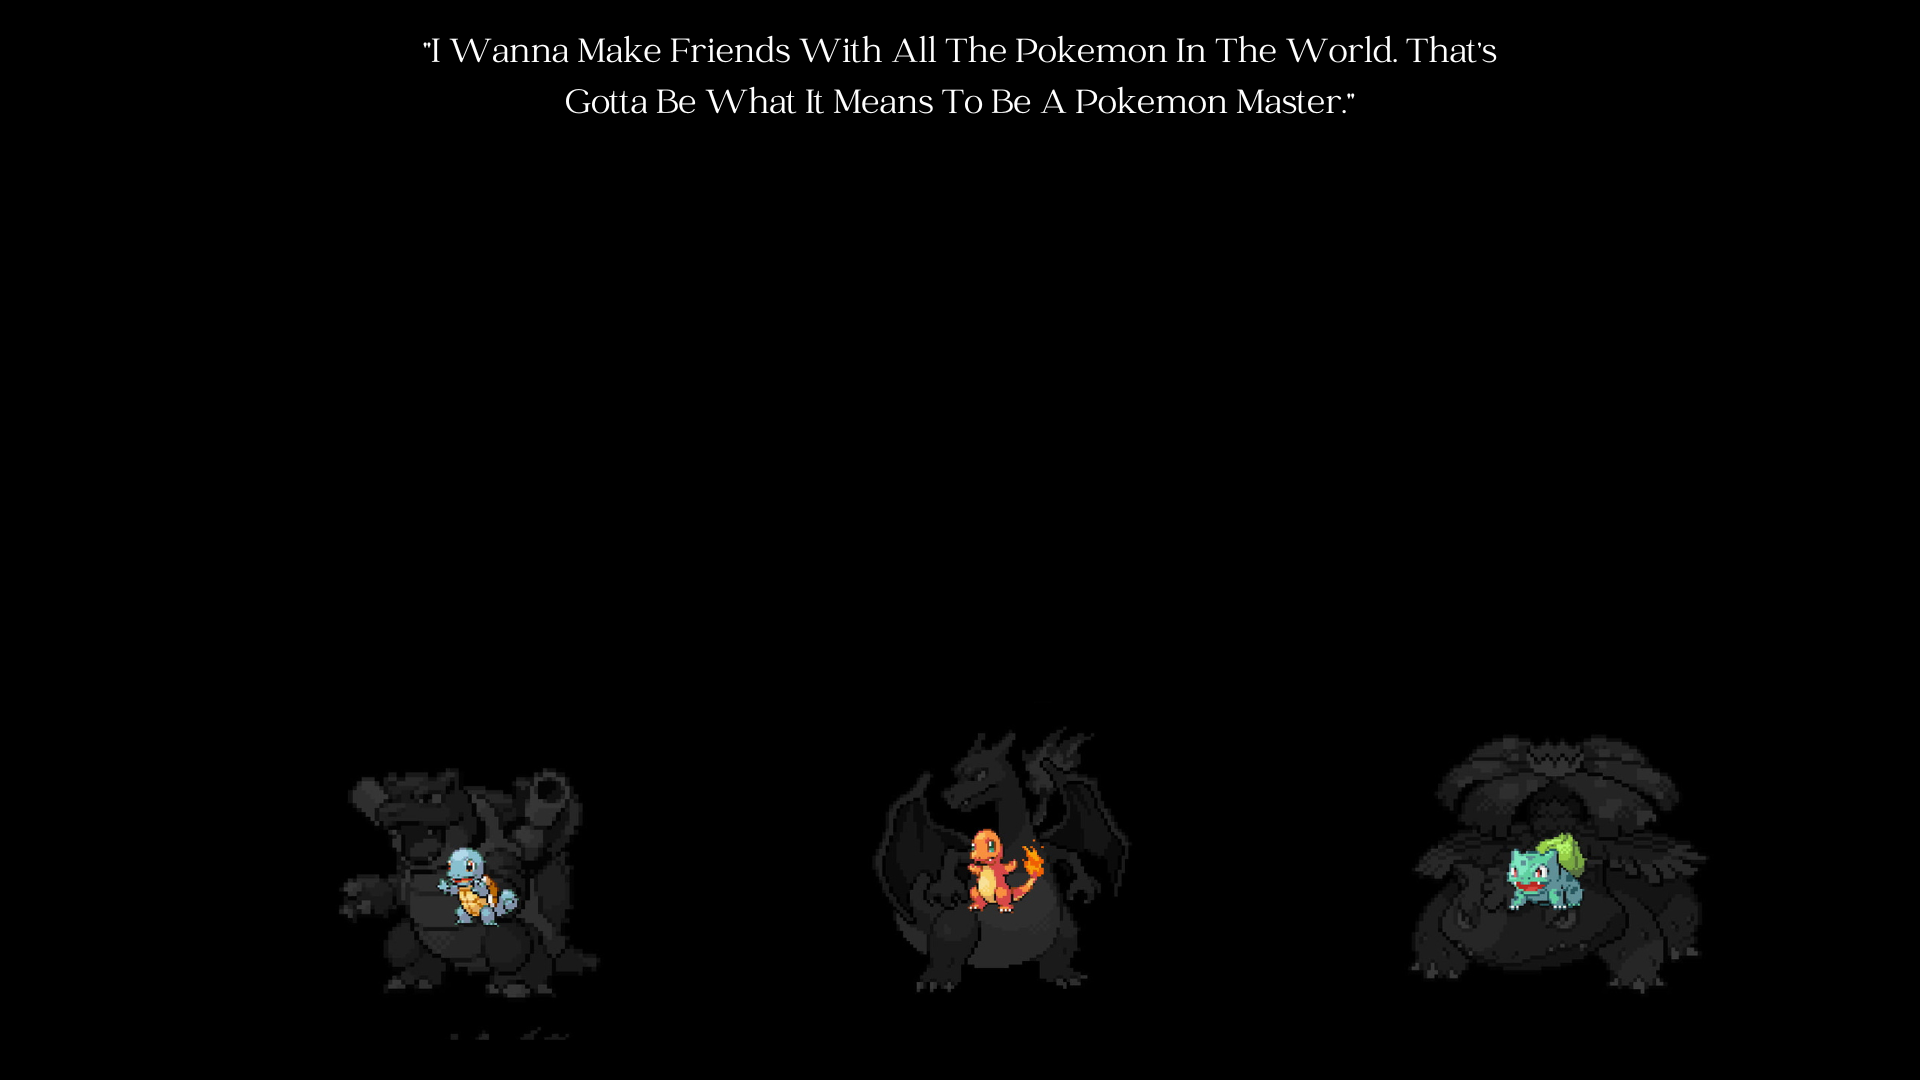 "I Wanna Make Friends With All The Pokemon In The World. That's
Gotta Be What It Means To Be A Pokemon Master."